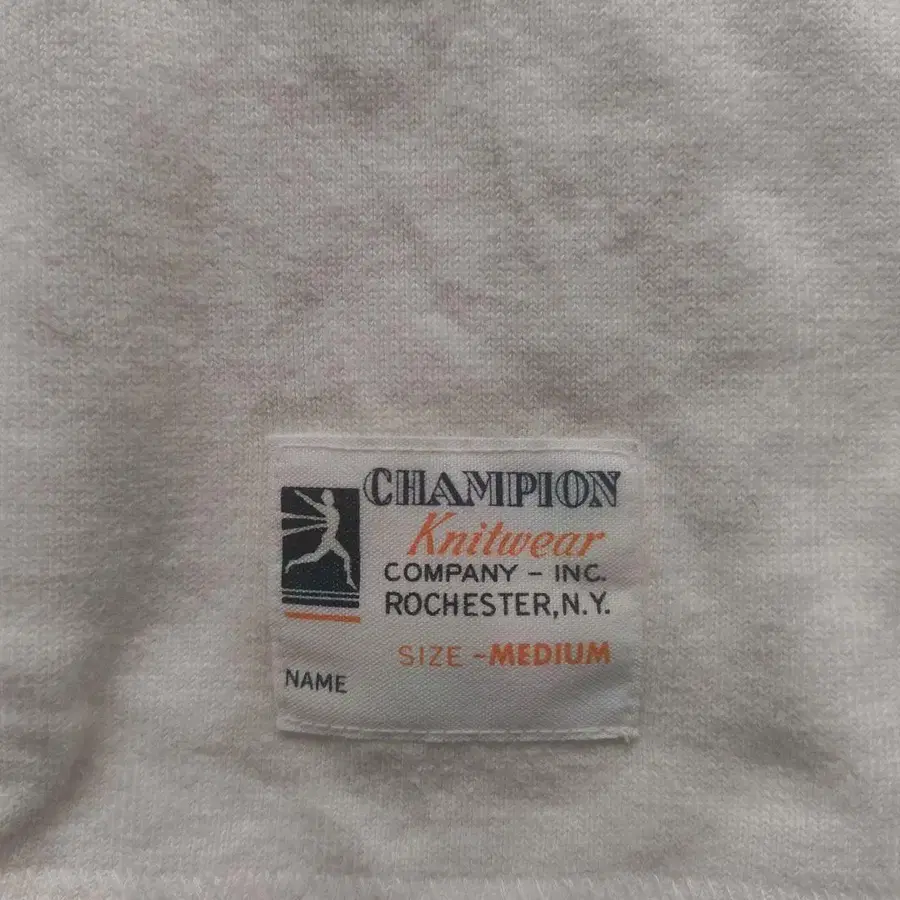 CHAMPION
Knitwear
COMPANY – INC.
ROCHESTER, N.Y.
SIZE – MEDIUM
NAME